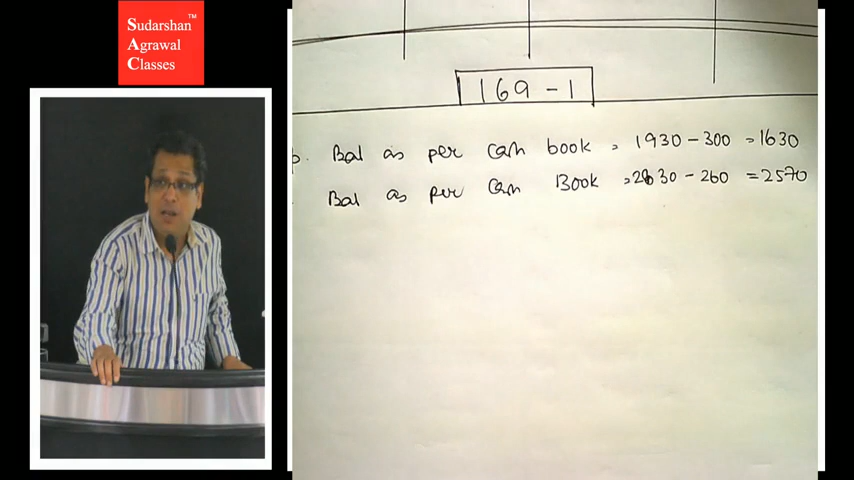 Sudarshan™
Agrawal
Classes
169-1
p. Bal as per cash book = 1930-300 = 1630
Bal as per cash Book = 2830-260 = 2570